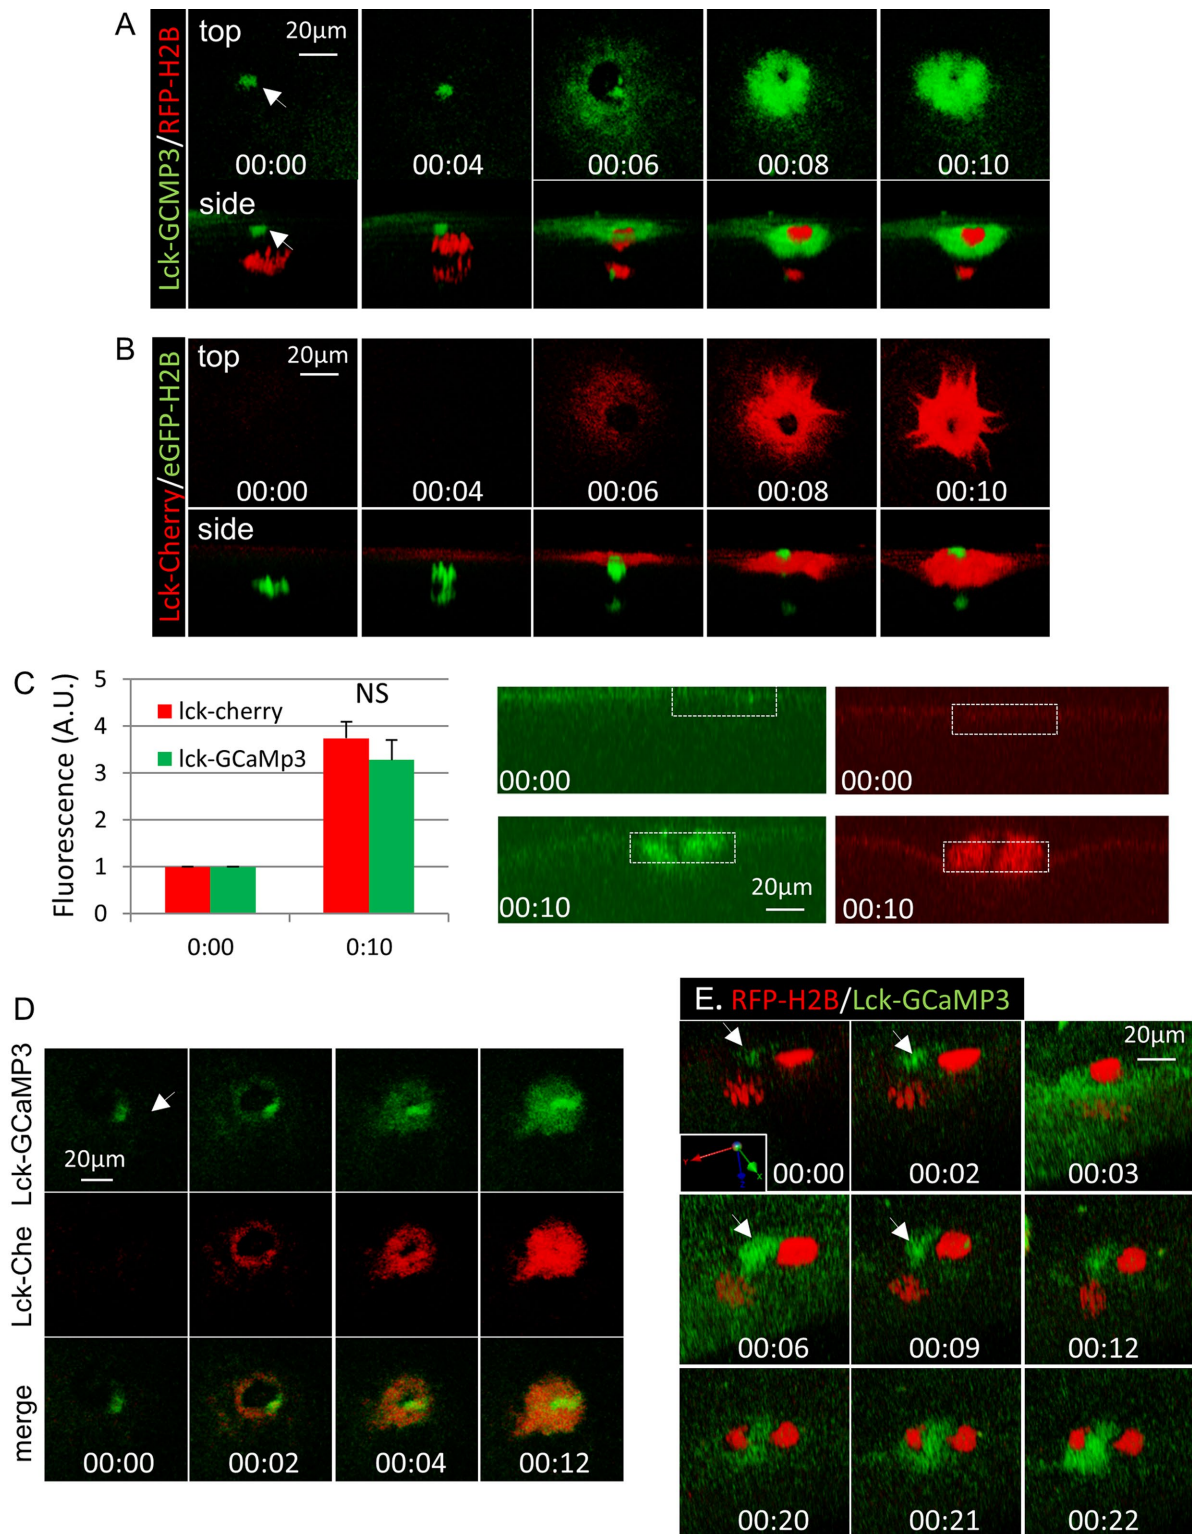 A
Lck-GCMP3/RFP-H2B
top
20µm
00:00
00:04
00:06
00:08
00:10
side
B
Lck-Cherry/eGFP-H2B
top
20µm
00:00
00:04
00:06
00:08
00:10
side
C
Fluorescence (A.U.)
5
4
3
2
1
0
NS
lck-cherry
lck-GCaMp3
0:00
0:10
00:00
00:00
00:10
20µm
00:10
D
Lck-GCaMP3
20µm
Lck-Che
merge
00:00
00:02
00:04
00:12
E. RFP-H2B/Lck-GCaMP3
20µm
00:00
00:02
00:03
00:06
00:09
00:12
00:20
00:21
00:22